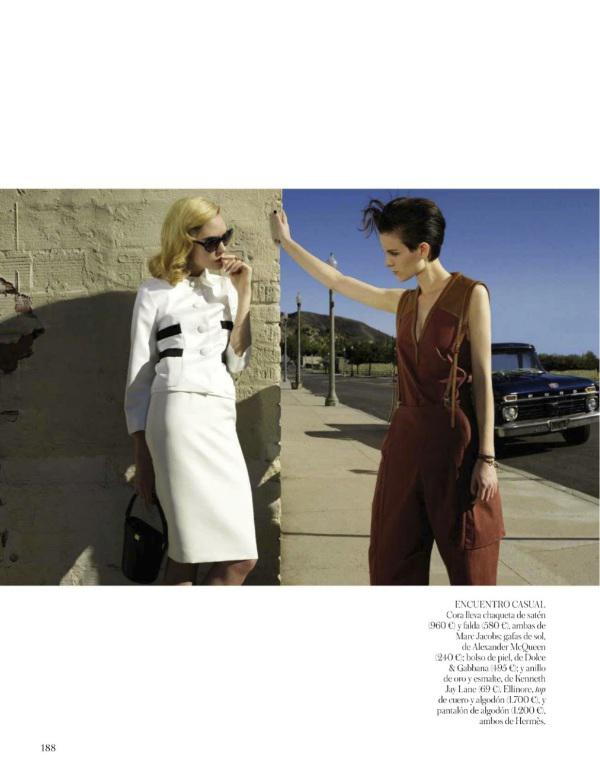 FORD
ENCUENTRO CASUAL
Cora lleva chaqueta de satén
(960 €) y falda (580 €), ambas de
Marc Jacobs; gafas de sol,
de Alexander McQueen
(240 €); bolso de piel, de Dolce
& Gabbana (495 €); y anillo
de oro y esmalte, de Kenneth
Jay Lane (69 €). Ellinore, top
de cuero y algodón (1.700 €), y
pantalón de algodón (1.200 €),
ambos de Hermès.
188